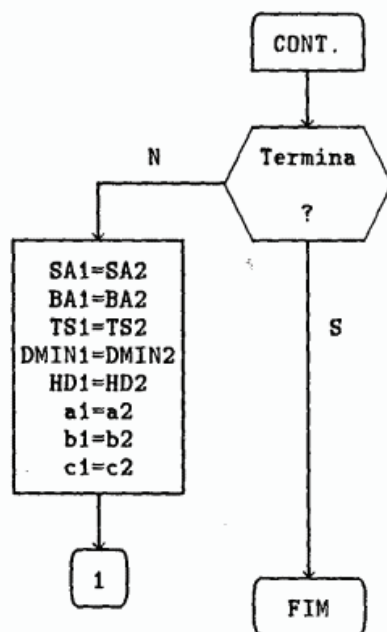 CONT.
Termina
?
N
SA1=SA2
BA1=BA2
TS1=TS2
DMIN1=DMIN2
HD1=HD2
a1=a2
b1=b2
c1=c2
S
1
FIM